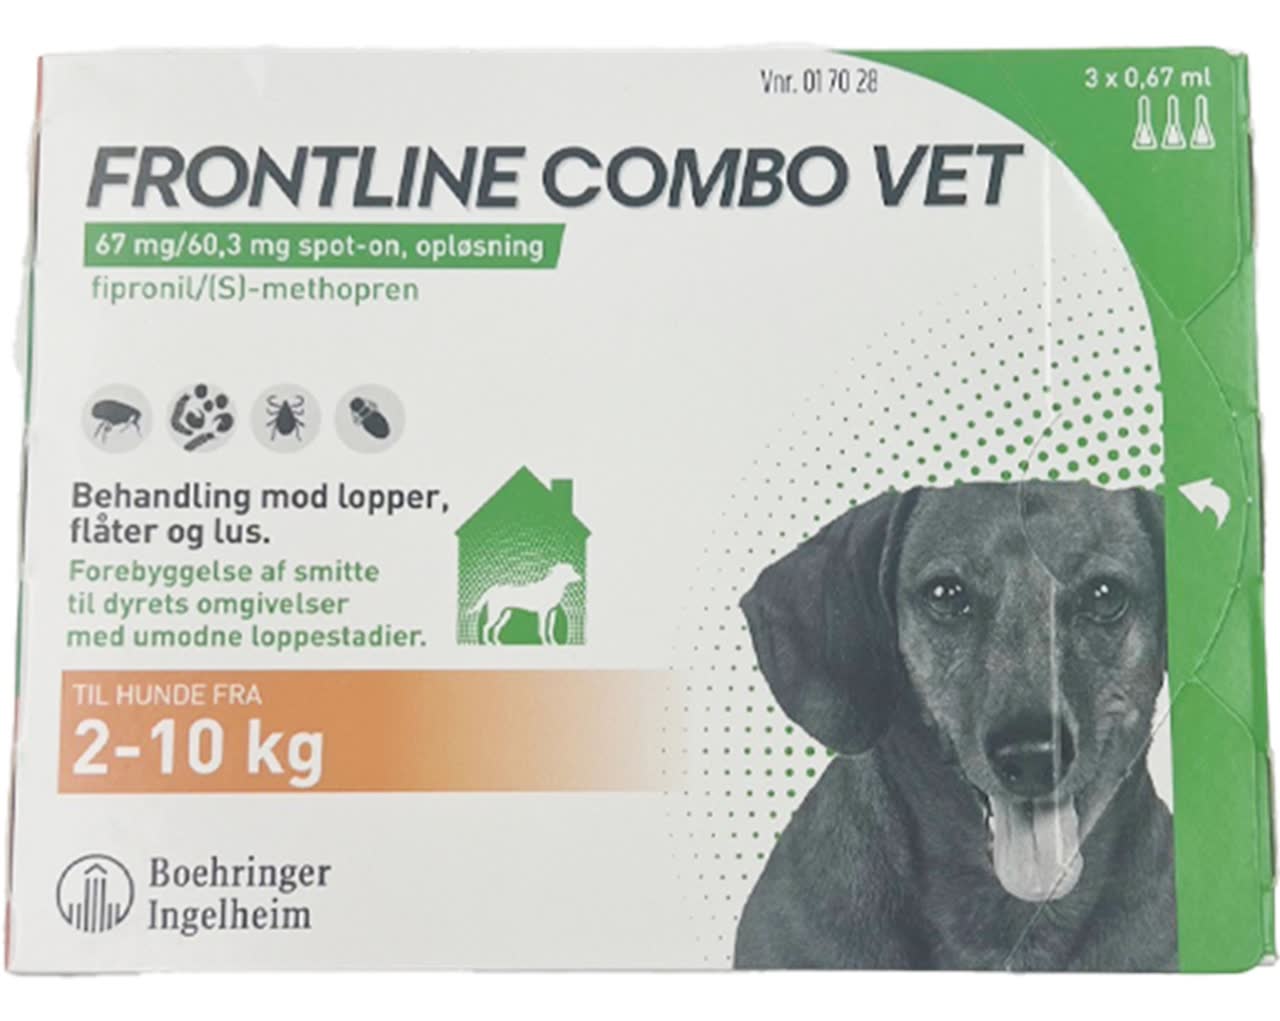 Vnr. 01 70 28
3 x 0,67 ml
FRONTLINE COMBO VET
67 mg/60,3 mg spot-on, opløsning
fipronil/(S)-methopren
Behandling mod lopper,
flåter og lus.
Forebyggelse af smitte
til dyrets omgivelser
med umodne loppestadier.
TIL HUNDE FRA
2-10 kg
Boehringer
Ingelheim